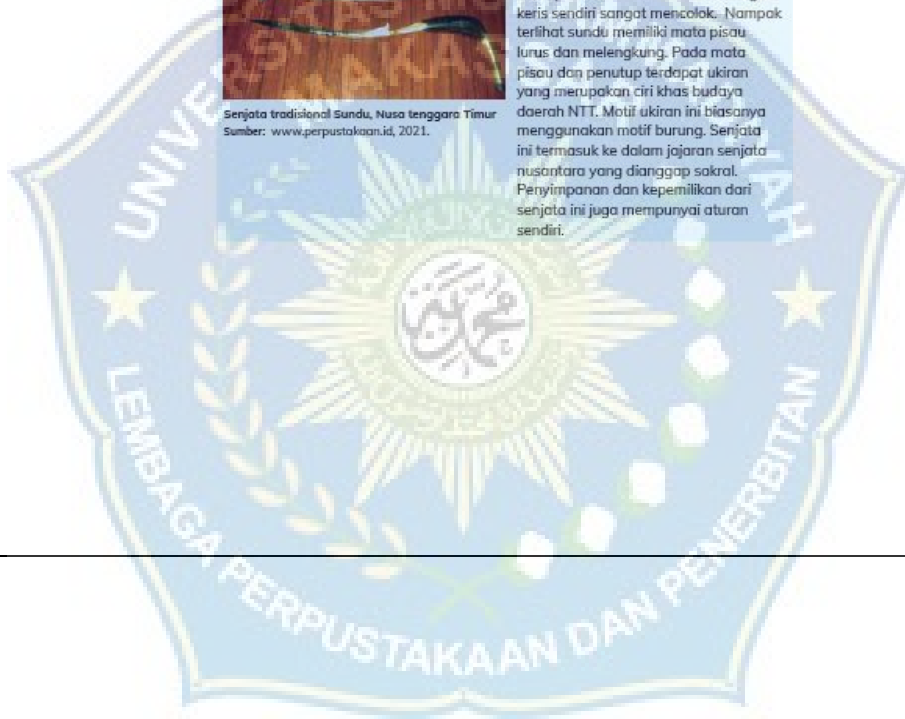 keris sendiri sangat mencolok. Nampak
terlihat sundu memiliki mata pisau
lurus dan melengkung. Pada mata
pisau dan penutup terdapat ukiran
yang merupakan ciri khas budaya
daerah NTT. Motif ukiran ini biasanya
menggunakan motif burung. Senjata
ini termasuk ke dalam jajaran senjata
nusantara yang dianggap sakral.
Penyimpanan dan kepemilikan dari
senjata ini juga mempunyai aturan
sendiri.
Senjata tradisional Sundu, Nusa tenggara Timur
Sumber: www.perpustakaan.id, 2021.
LEMBAGA PERPUSTAKAAN DAN PENERBITAN